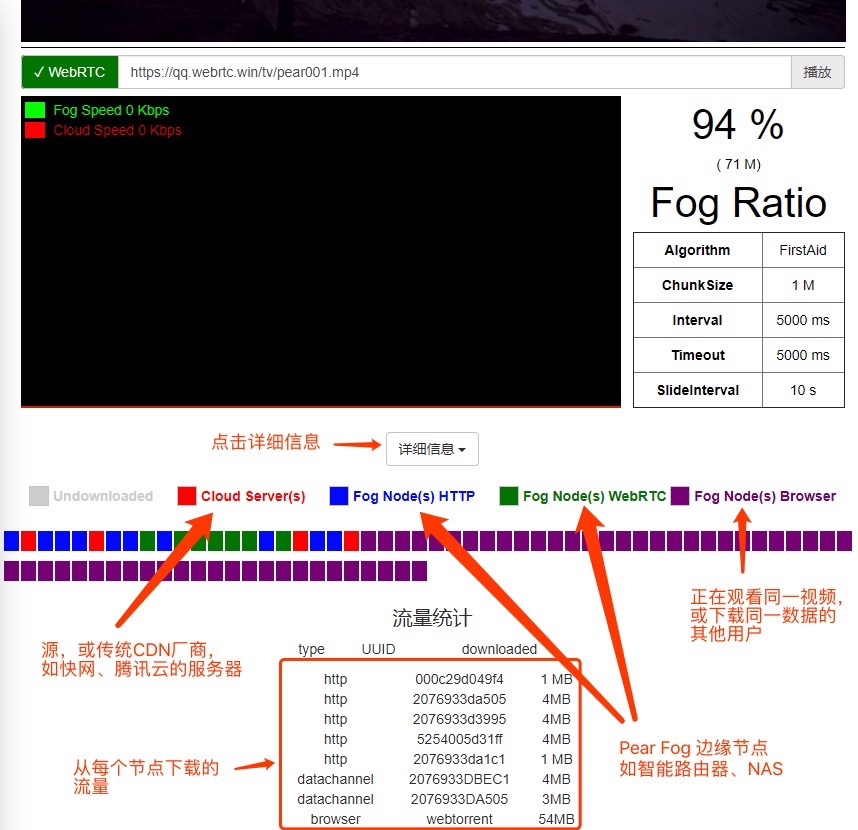 ✓ WebRTC https://qq.webrtc.win/tv/pear001.mp4 播放
Fog Speed 0 Kbps
Cloud Speed 0 Kbps
94 %
( 71 M)
Fog Ratio
Algorithm FirstAid
ChunkSize 1 M
Interval 5000 ms
Timeout 5000 ms
SlideInterval 10 s
点击详细信息 详细信息
Undownloaded Cloud Server(s) Fog Node(s) HTTP Fog Node(s) WebRTC Fog Node(s) Browser
正在观看同一视频，
或下载同一数据的
其他用户
源，或传统CDN厂商，
如快网、腾讯云的服务器
流量统计
type UUID downloaded
http 000c29d049f4 1 MB
http 2076933da505 4MB
http 2076933d3995 4MB
http 5254005d31ff 4MB
http 2076933da1c1 1 MB
datachannel 2076933DBEC1 4MB
datachannel 2076933DA505 3MB
browser webtorrent 54MB
从每个节点下载的
流量
Pear Fog 边缘节点
如智能路由器、NAS